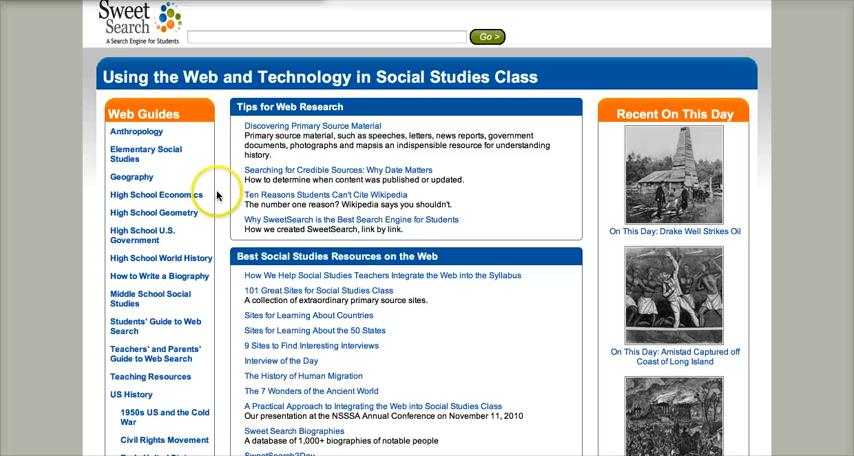 Sweet
Search
A Search Engine for Students
Go >
Using the Web and Technology in Social Studies Class
Web Guides
Anthropology
Elementary Social
Studies
Geography
High School Economics
High School Geometry
High School U.S.
Government
High School World History
How to Write a Biography
Middle School Social
Studies
Students' Guide to Web
Search
Teachers' and Parents'
Guide to Web Search
Teaching Resources
US History
1950s US and the Cold
War
Civil Rights Movement
Tips for Web Research
Discovering Primary Source Material
Primary source material, such as speeches, letters, news reports, government
documents, photographs and mapsis an indispensible resource for understanding
history.
Searching for Credible Sources: Why Date Matters
How to determine when content was published or updated.
Ten Reasons Students Can't Cite Wikipedia
The number one reason? Wikipedia says you shouldn't.
Why SweetSearch is the Best Search Engine for Students
How we created SweetSearch, link by link.
Best Social Studies Resources on the Web
How We Help Social Studies Teachers Integrate the Web into the Syllabus
101 Great Sites for Social Studies Class
A collection of extraordinary primary source sites.
Sites for Learning About Countries
Sites for Learning About the 50 States
9 Sites to Find Interesting Interviews
Interview of the Day
The History of Human Migration
The 7 Wonders of the Ancient World
A Practical Approach to Integrating the Web into Social Studies Class
Our presentation at the NSSSA Annual Conference on November 11, 2010
Sweet Search Biographies
A database of 1,000+ biographies of notable people
SweetSearch2Day
Recent On This Day
On This Day: Drake Well Strikes Oil
On This Day: Amistad Captured off
Coast of Long Island